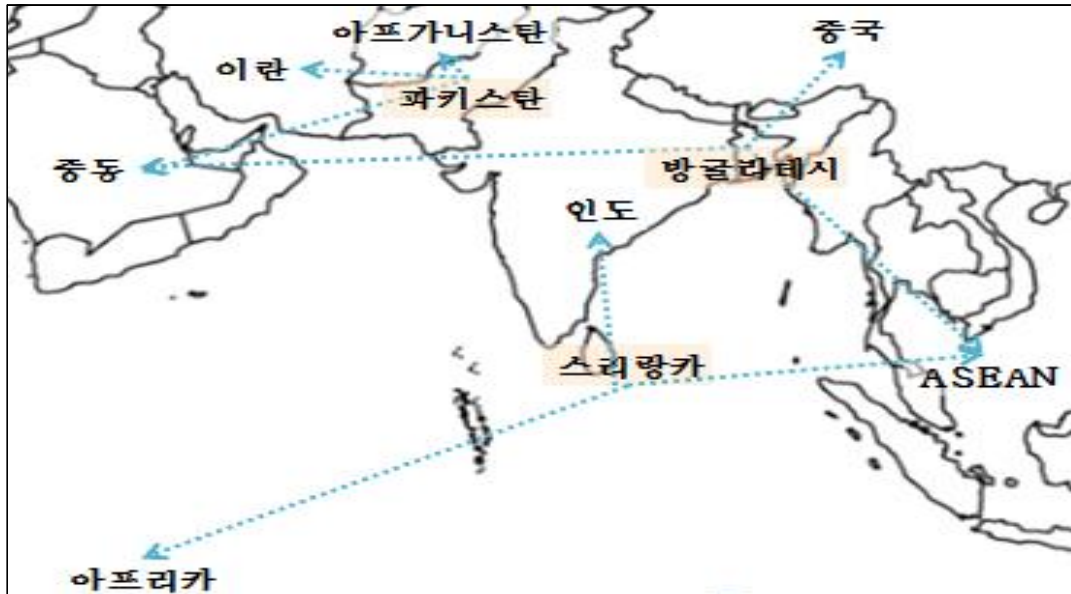 아프가니스탄
중국
이란
파키스탄
중동
방글라데시
인도
스리랑카
ASEAN
아프리카